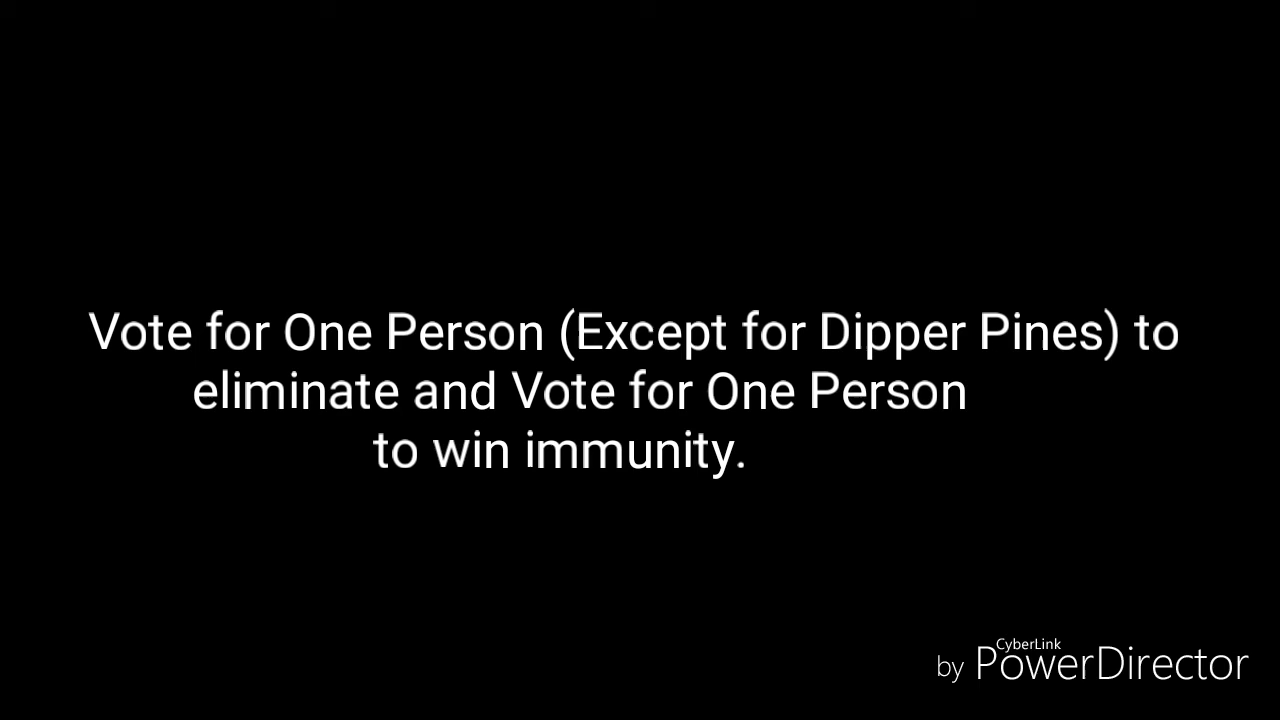 Vote for One Person (Except for Dipper Pines) to
eliminate and Vote for One Person
to win immunity.
CyberLink
by PowerDirector